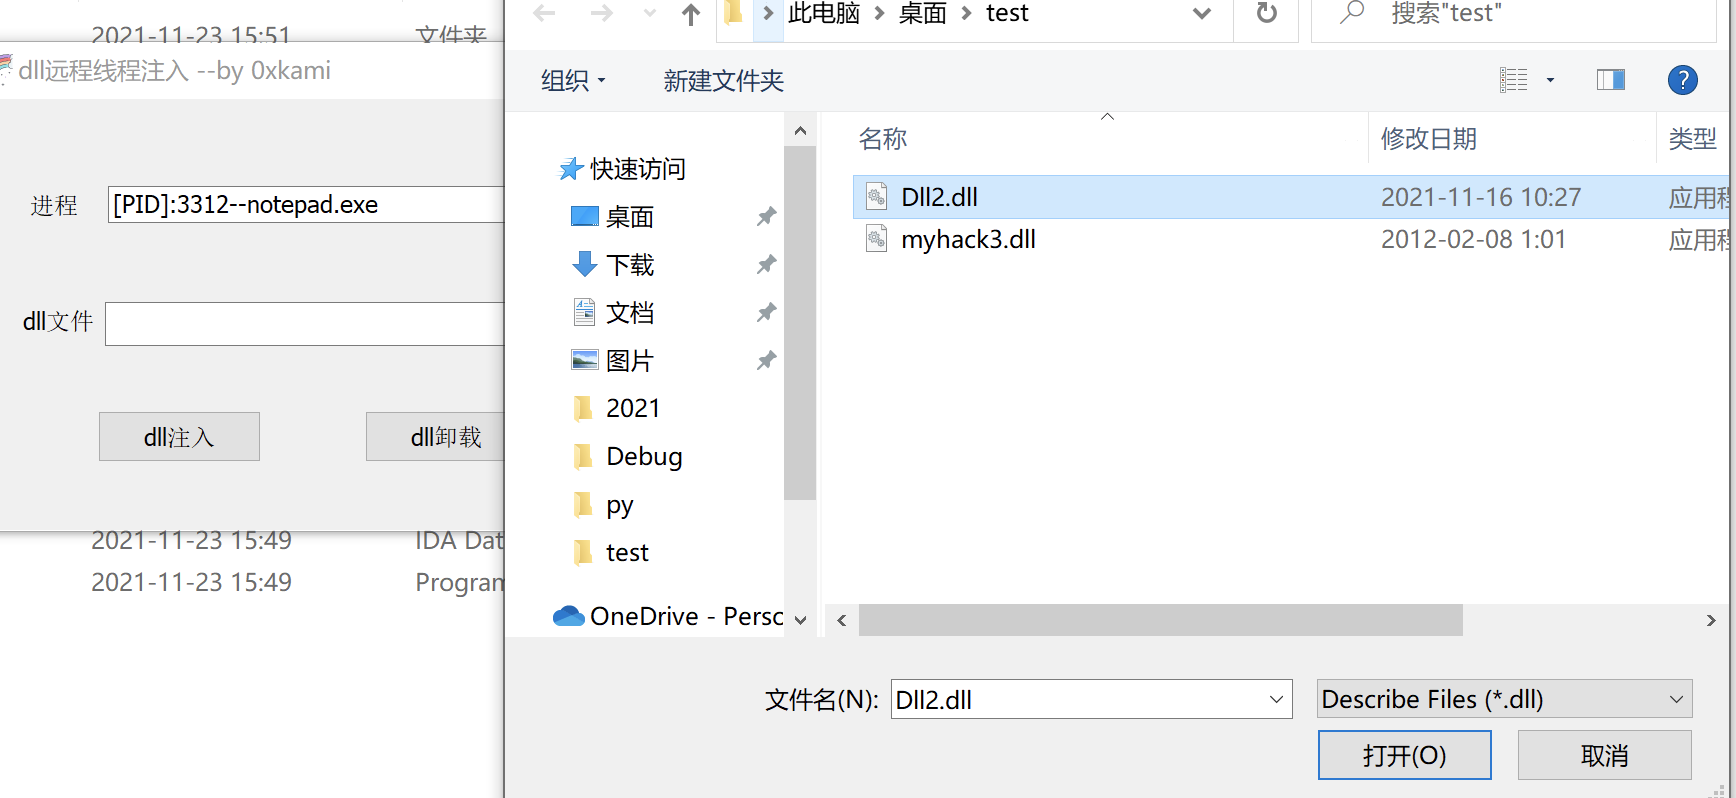 2021-11-23 15:51 文件夹
dll远程线程注入 --by 0xkami
进程 [PID]:3312--notepad.exe
dll文件
dll注入 dll卸载
2021-11-23 15:49 IDA Dat
2021-11-23 15:49 Program
此电脑 桌面 test
搜索"test"
组织 新建文件夹
?
名称 修改日期 类型
快速访问
桌面
下载
文档
图片
2021
Debug
py
test
OneDrive - Perso
Dll2.dll 2021-11-16 10:27 应用程
myhack3.dll 2012-02-08 1:01 应用程
文件名(N): Dll2.dll Describe Files (*.dll)
打开(O) 取消